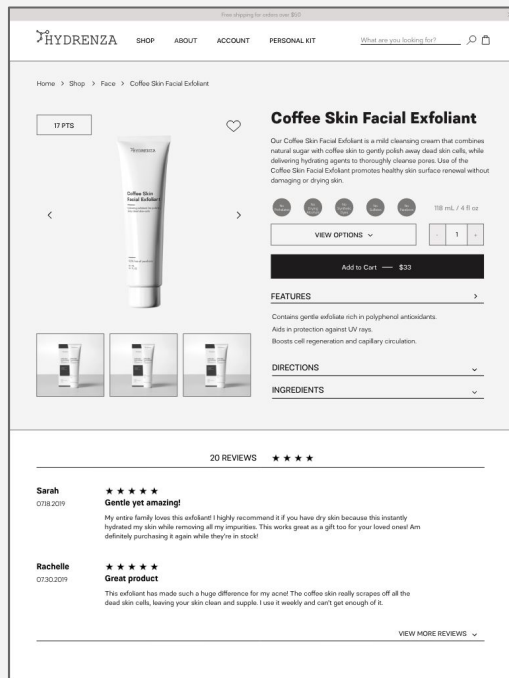 Free shipping for orders over $50
HYDRENZA
SHOP
ABOUT
ACCOUNT
PERSONAL KIT
What are you looking for?
Home > Shop > Face > Coffee Skin Facial Exfoliant
17 PTS
HYDRENZA
Coffee Skin
Facial Exfoliant
Coffee Skin Facial Exfoliant
Our Coffee Skin Facial Exfoliant is a mild cleansing cream that combines
natural sugar with coffee skin to gently polish away dead skin cells, while
delivering hydrating agents to thoroughly cleanse pores. Use of the
Coffee Skin Facial Exfoliant promotes healthy skin surface renewal without
damaging or drying skin.
118 mL / 4 fl oz
VIEW OPTIONS
- 1 +
Add to Cart — $33
FEATURES
Contains gentle exfoliate rich in polyphenol antioxidants.
Aids in protection against UV rays.
Boosts cell regeneration and capillary circulation.
DIRECTIONS
INGREDIENTS
20 REVIEWS ★ ★ ★ ★
Sarah ★ ★ ★ ★ ★
07.18.2019 Gentle yet amazing!
My entire family loves this exfoliant! I highly recommend it if you have dry skin because this instantly
hydrated my skin while removing all my impurities. This works great as a gift too for your loved ones! Am
definitely purchasing it again while they're in stock!
Rachelle ★ ★ ★ ★ ★
07.30.2019 Great product
This exfoliant has made such a huge difference for my acne! The coffee skin really scrapes off all the
dead skin cells, leaving your skin clean and supple. I use it weekly and can't get enough of it.
VIEW MORE REVIEWS